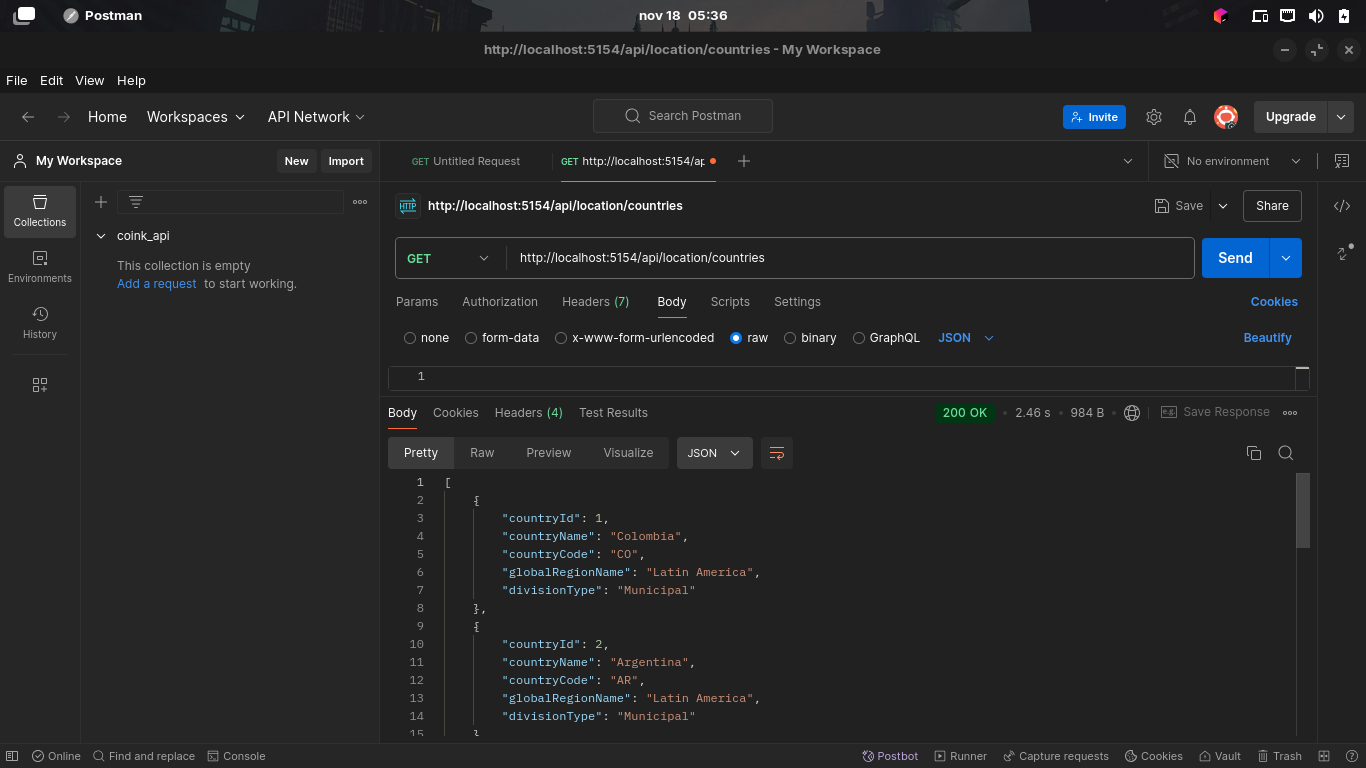 Postman
nov 18 05:36
http://localhost:5154/api/location/countries - My Workspace
File Edit View Help
Home Workspaces API Network Search Postman Invite Upgrade
My Workspace New Import
GET Untitled Request GET http://localhost:5154/ap No environment
Collections
Environments
History
coink_api
This collection is empty
Add a request to start working.
HTTP http://localhost:5154/api/location/countries Save Share
GET http://localhost:5154/api/location/countries Send
Params Authorization Headers (7) Body Scripts Settings Cookies
none form-data x-www-form-urlencoded raw binary GraphQL JSON Beautify
1
Body Cookies Headers (4) Test Results 200 OK • 2.46 s • 984 B e.g. Save Response
Pretty Raw Preview Visualize JSON
1 [
2 {
3 "countryId": 1,
4 "countryName": "Colombia",
5 "countryCode": "CO",
6 "globalRegionName": "Latin America",
7 "divisionType": "Municipal"
8 },
9 {
10 "countryId": 2,
11 "countryName": "Argentina",
12 "countryCode": "AR",
13 "globalRegionName": "Latin America",
14 "divisionType": "Municipal"
15 }
Online Find and replace Console Postbot Runner Capture requests Cookies Vault Trash